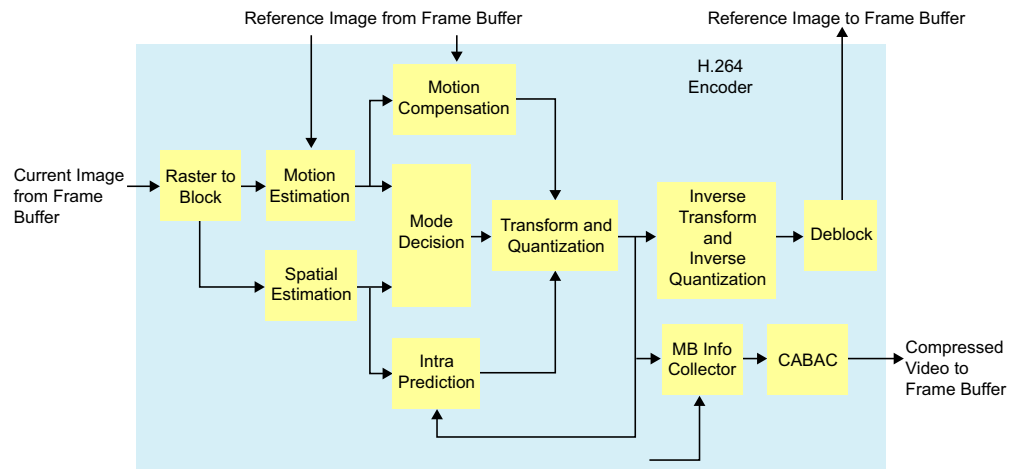 Reference Image from Frame Buffer
Reference Image to Frame Buffer
H.264
Encoder
Motion
Compensation
Current Image
from Frame
Buffer
Raster to
Block
Motion
Estimation
Mode
Decision
Transform and
Quantization
Inverse
Transform
and
Inverse
Quantization
Deblock
Spatial
Estimation
Intra
Prediction
MB Info
Collector
CABAC
Compressed
Video to
Frame Buffer